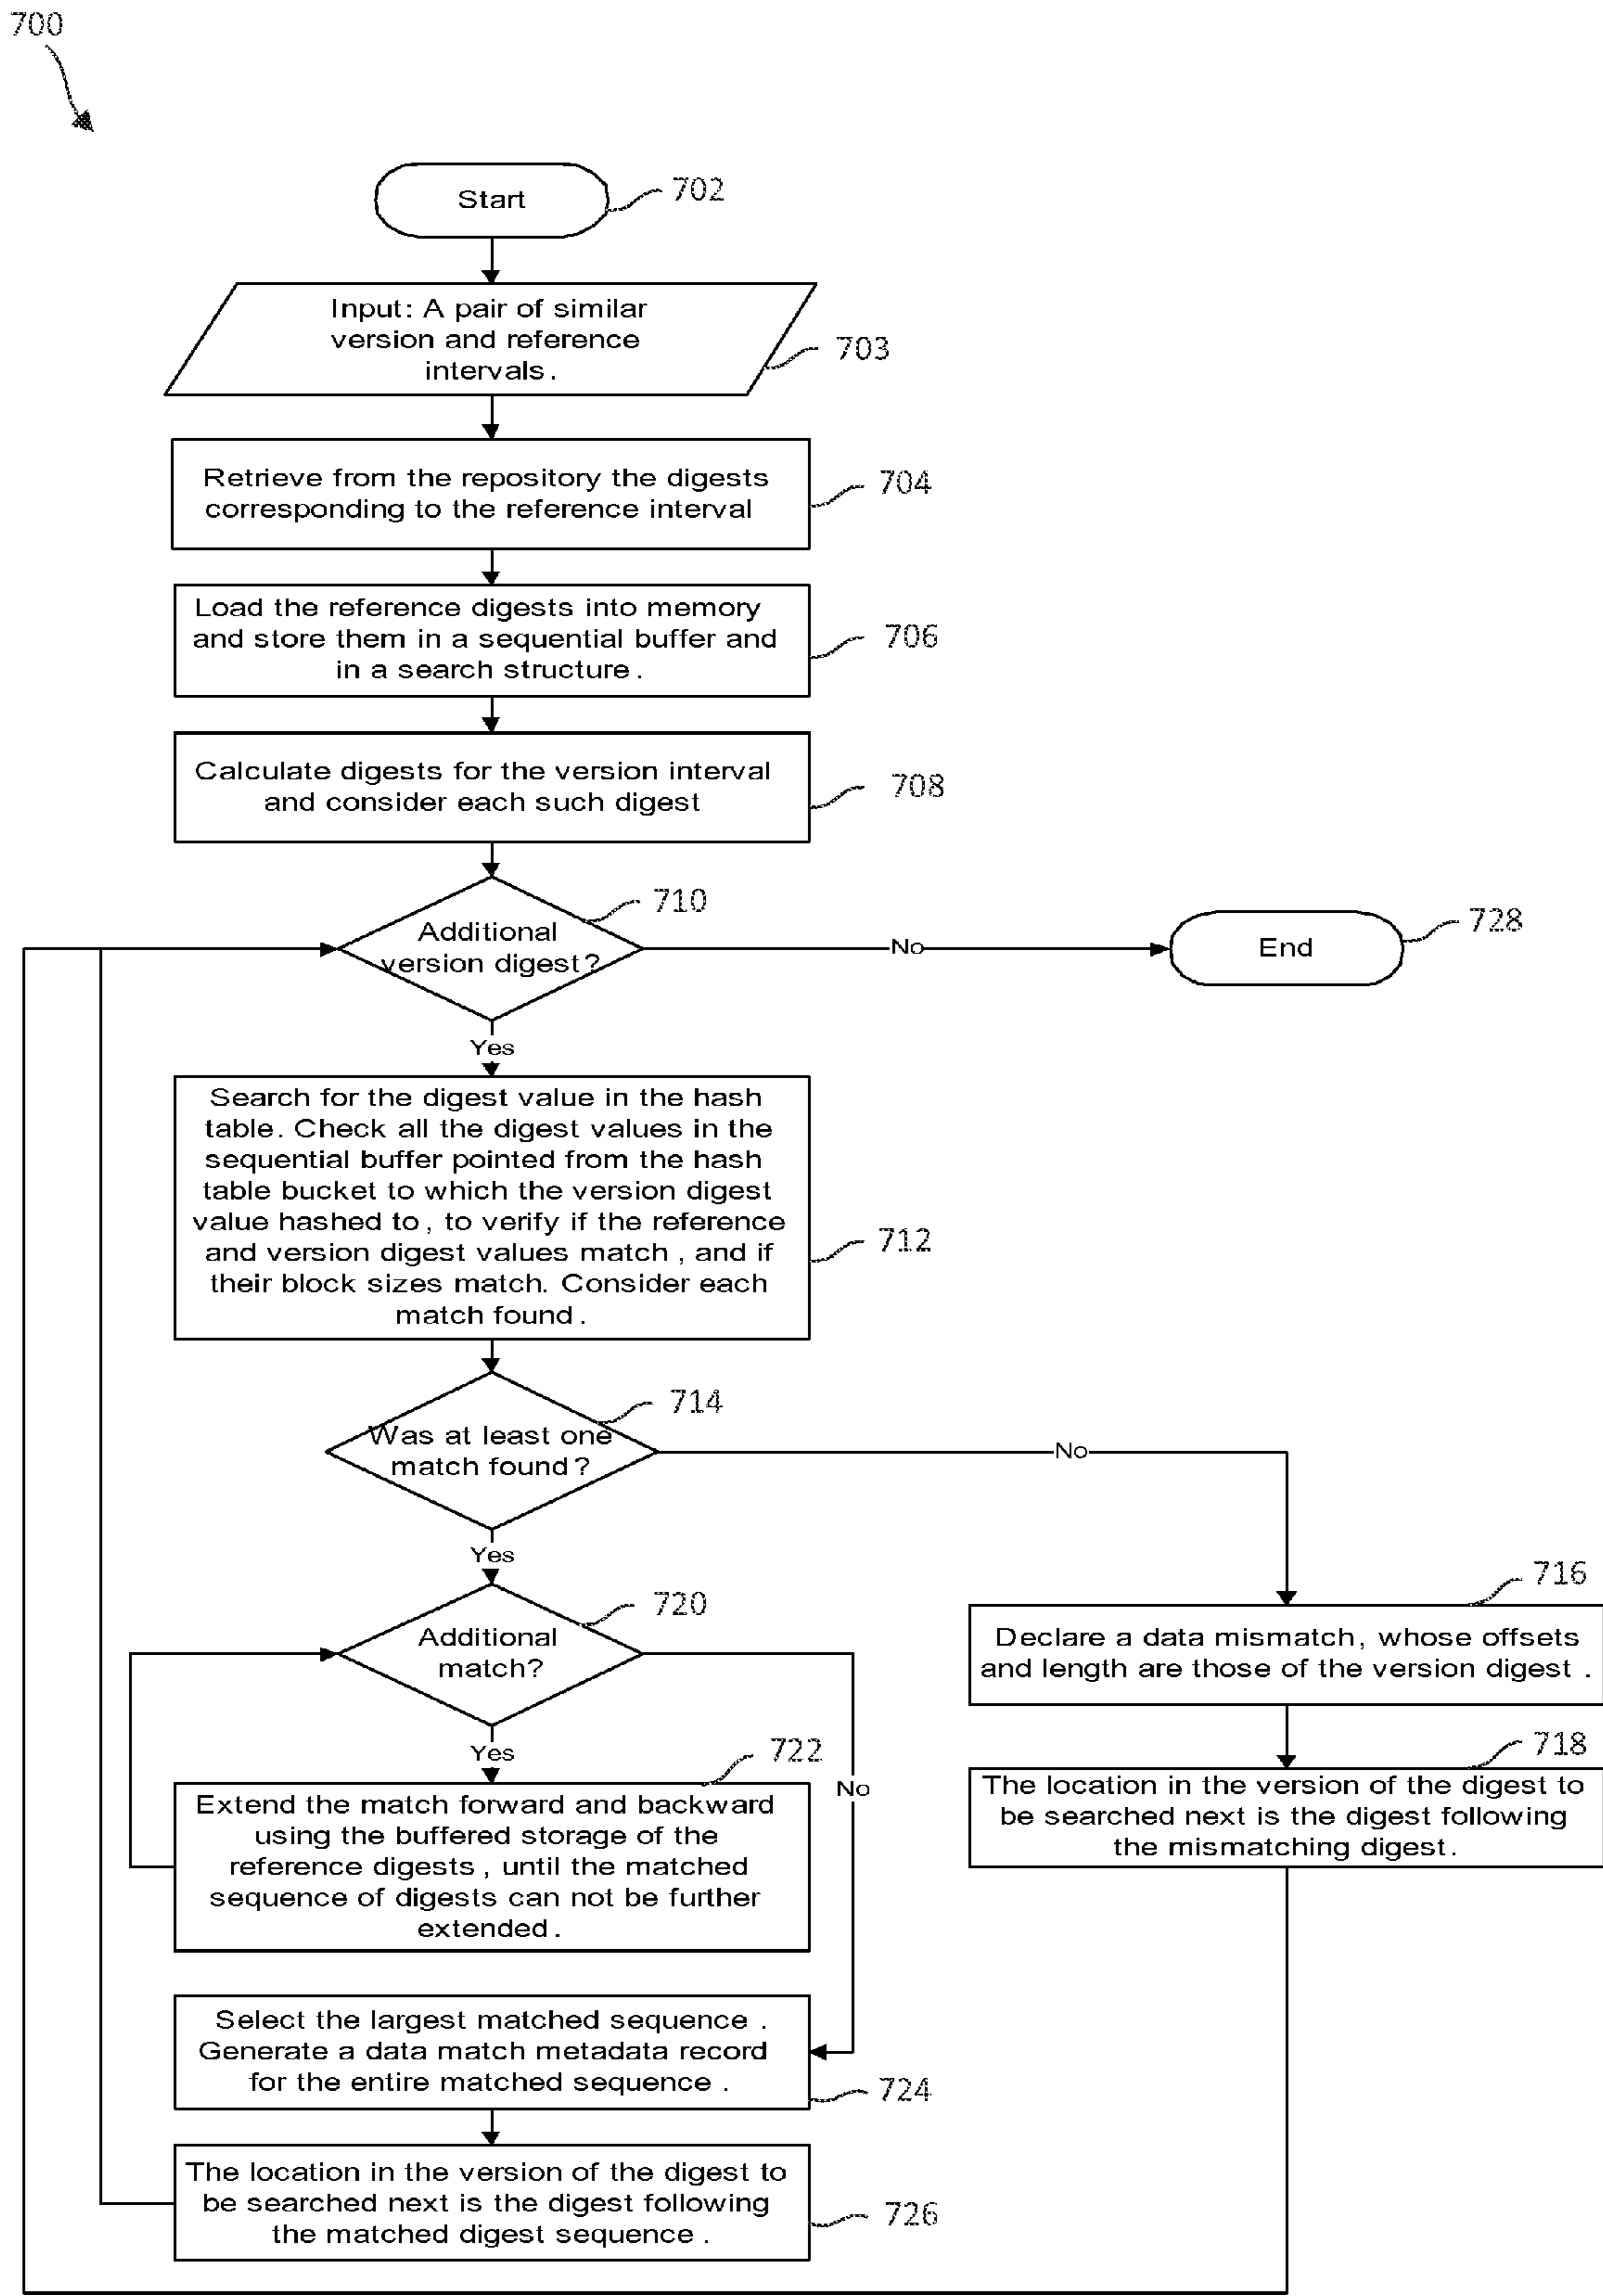 700
Start
702
Input: A pair of similar
version and reference
intervals.
703
Retrieve from the repository the digests
corresponding to the reference interval
704
Load the reference digests into memory
and store them in a sequential buffer and
in a search structure.
706
Calculate digests for the version interval
and consider each such digest
708
710
Additional
version digest?
No
End
728
Yes
Search for the digest value in the hash
table. Check all the digest values in the
sequential buffer pointed from the hash
table bucket to which the version digest
value hashed to, to verify if the reference
and version digest values match, and if
their block sizes match. Consider each
match found.
712
714
Was at least one
match found?
No
Yes
716
Declare a data mismatch, whose offsets
and length are those of the version digest.
718
The location in the version of the digest to
be searched next is the digest following
the mismatching digest.
720
Additional
match?
Yes
No
722
Extend the match forward and backward
using the buffered storage of the
reference digests, until the matched
sequence of digests can not be further
extended.
Select the largest matched sequence.
Generate a data match metadata record
for the entire matched sequence.
724
The location in the version of the digest to
be searched next is the digest following
the matched digest sequence.
726